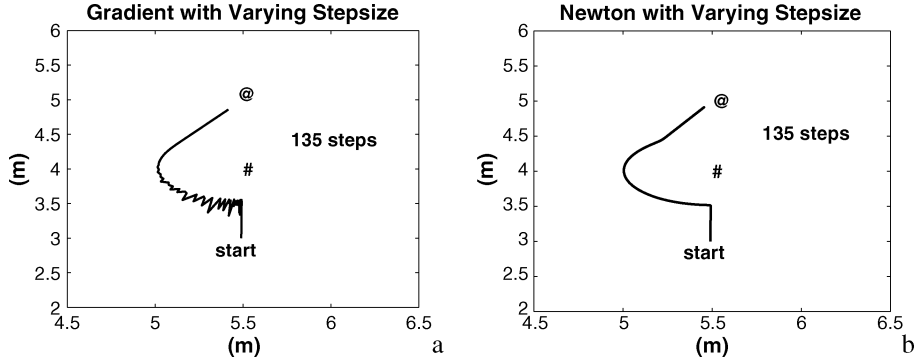 Gradient with Varying Stepsize
6
5.5
5
4.5
4
3.5
3
2.5
2
(m)
@
135 steps
#
start
4.5 5 5.5 6 6.5
(m)
a
Newton with Varying Stepsize
6
5.5
5
4.5
4
3.5
3
2.5
2
(m)
@
135 steps
#
start
4.5 5 5.5 6 6.5
(m)
b